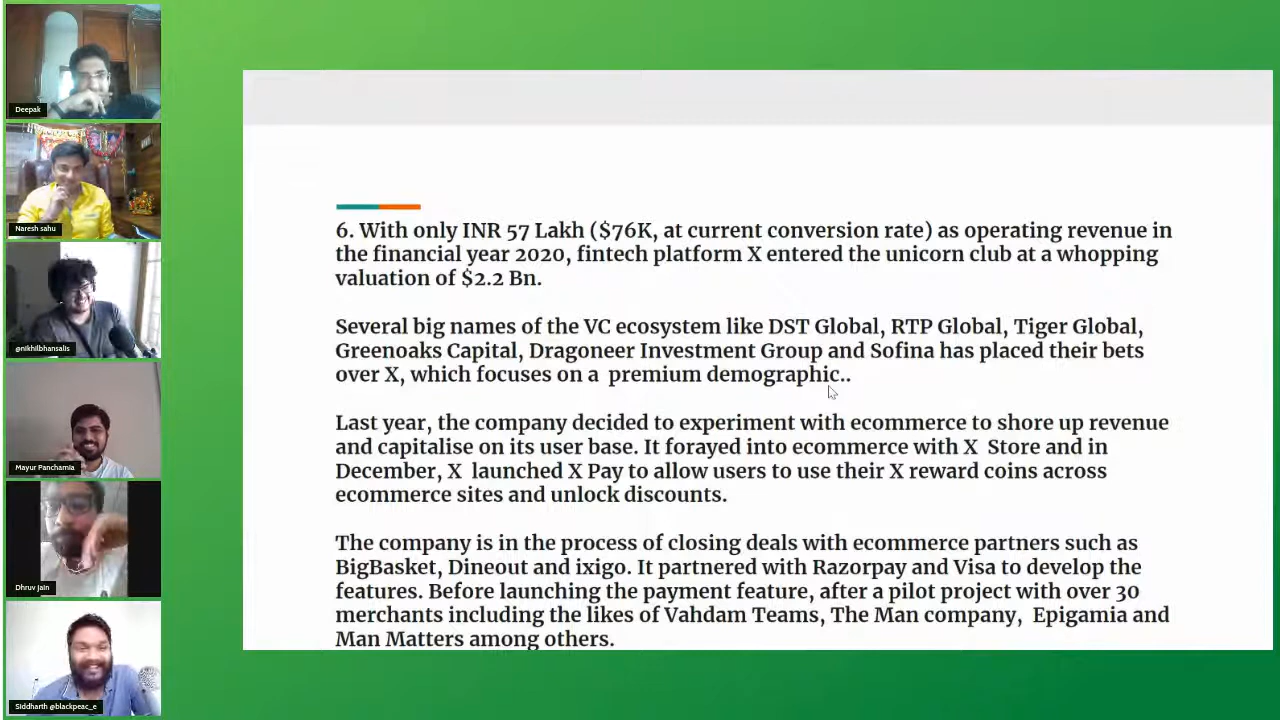 Deepak
Naresh sahu
@nikhilbhansalis
Mayur Panchamia
Dhruv Jain
Siddharth @blackpeac_e
6. With only INR 57 Lakh ($76K, at current conversion rate) as operating revenue in
the financial year 2020, fintech platform X entered the unicorn club at a whopping
valuation of $2.2 Bn.
Several big names of the VC ecosystem like DST Global, RTP Global, Tiger Global,
Greenoaks Capital, Dragoneer Investment Group and Sofina has placed their bets
over X, which focuses on a premium demographic..
Last year, the company decided to experiment with ecommerce to shore up revenue
and capitalise on its user base. It forayed into ecommerce with X Store and in
December, X launched X Pay to allow users to use their X reward coins across
ecommerce sites and unlock discounts.
The company is in the process of closing deals with ecommerce partners such as
BigBasket, Dineout and ixigo. It partnered with Razorpay and Visa to develop the
features. Before launching the payment feature, after a pilot project with over 30
merchants including the likes of Vahdam Teams, The Man company, Epigamia and
Man Matters among others.